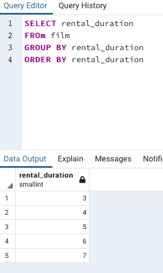 Query Editor Query History
1 SELECT rental_duration
2 FROm film
3 GROUP BY rental_duration
4 ORDER BY rental_duration
Data Output Explain Messages Notifi
rental_duration
smallint
1 3
2 4
3 5
4 6
5 7